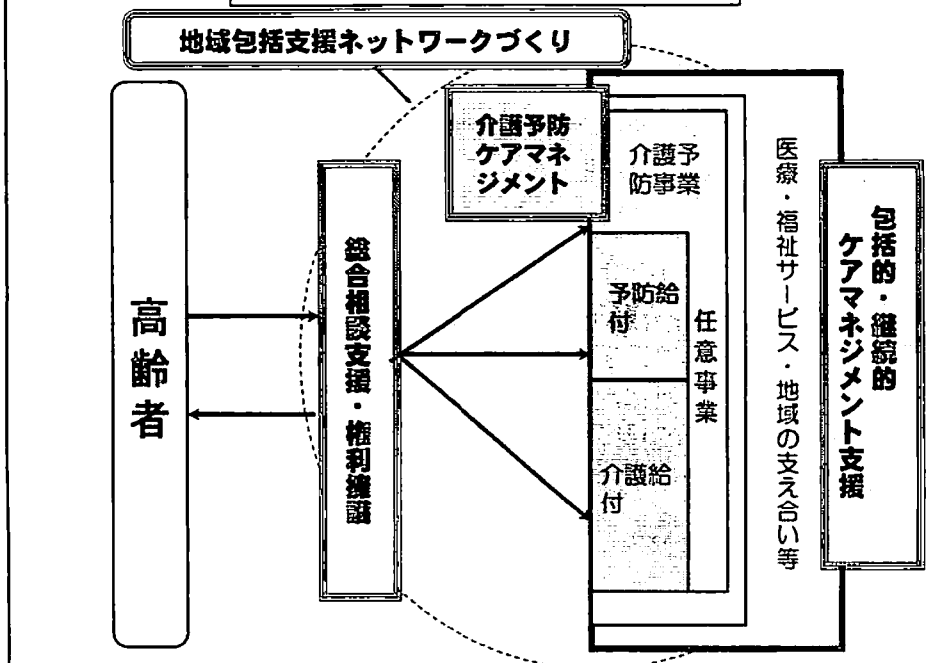 地域包括支援ネットワークづくり
高齢者
総合相談支援・権利擁護
介護予防
ケアマネ
ジメント
介護予
防事業
予防給
付
介護給
付
任意事業
医療・福祉サービス・地域の支え合い等
包括的・継続的
ケアマネジメント支援